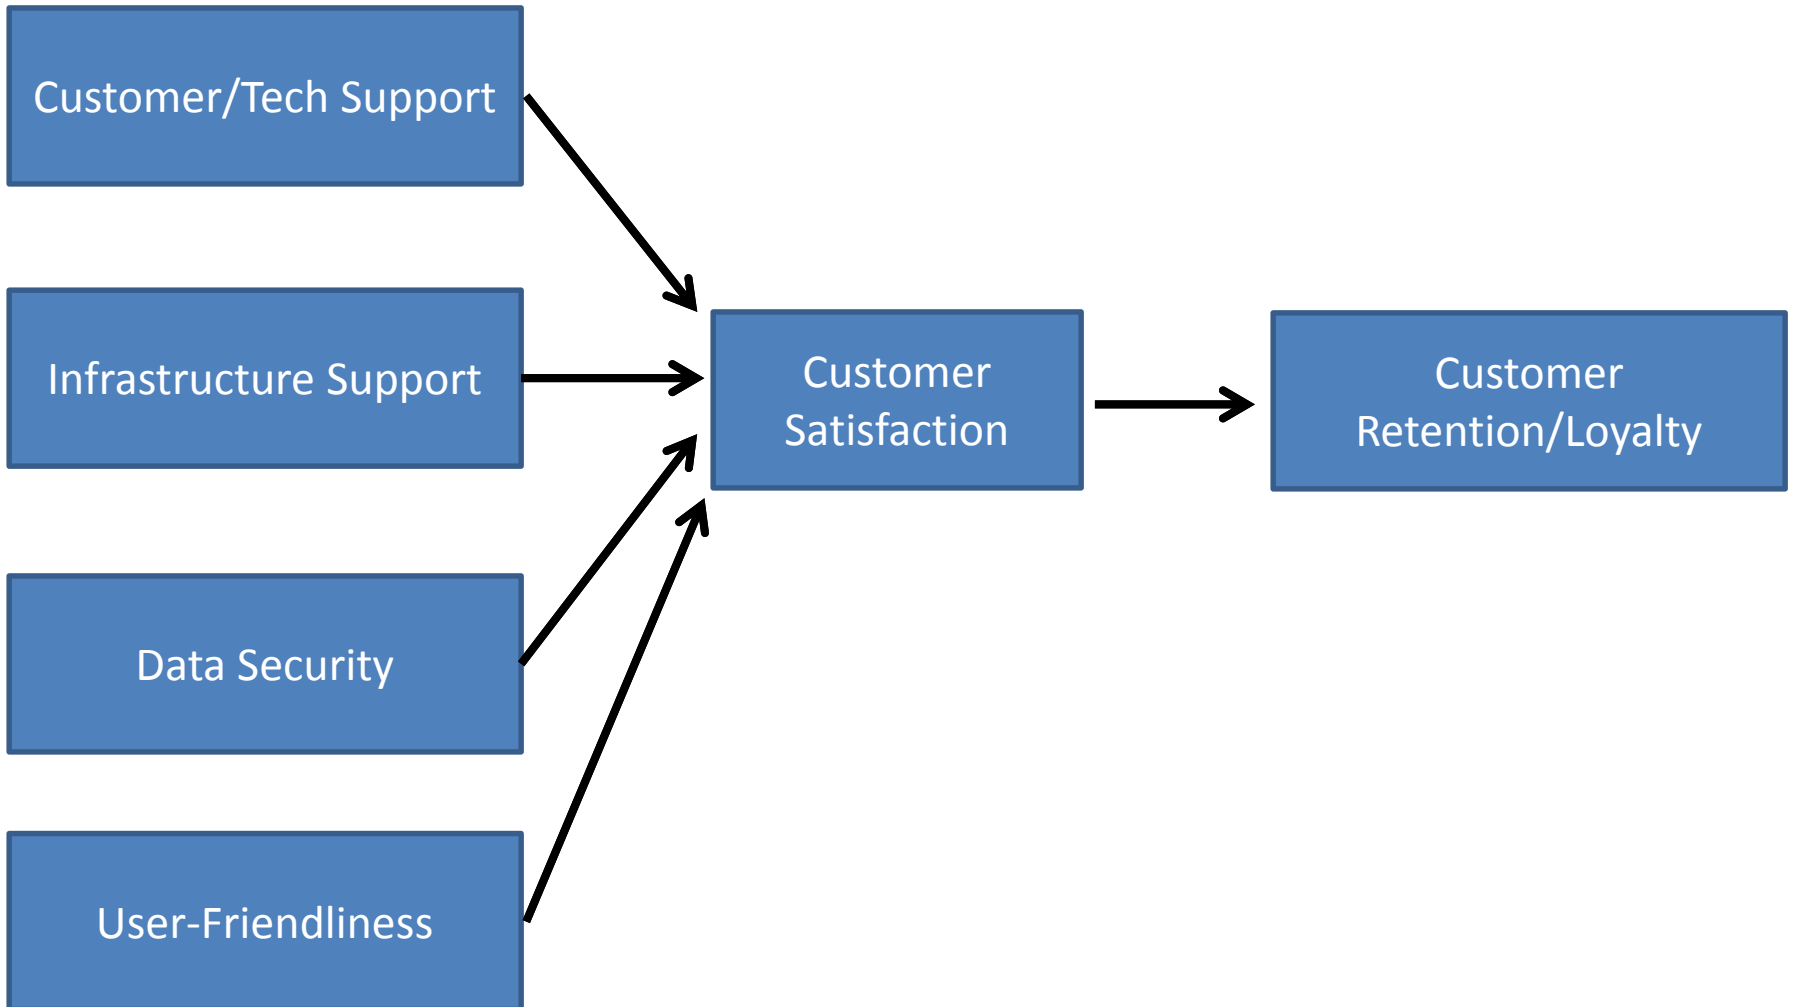 Customer/Tech Support
Infrastructure Support
Customer
Satisfaction
Customer
Retention/Loyalty
Data Security
User-Friendliness